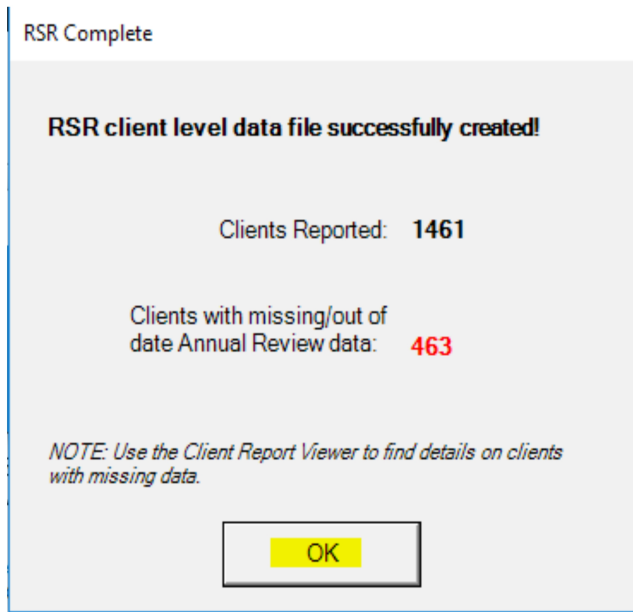 RSR Complete
RSR client level data file successfully created!
Clients Reported: 1461
Clients with missing/out of
date Annual Review data: 463
NOTE: Use the Client Report Viewer to find details on clients
with missing data.
OK